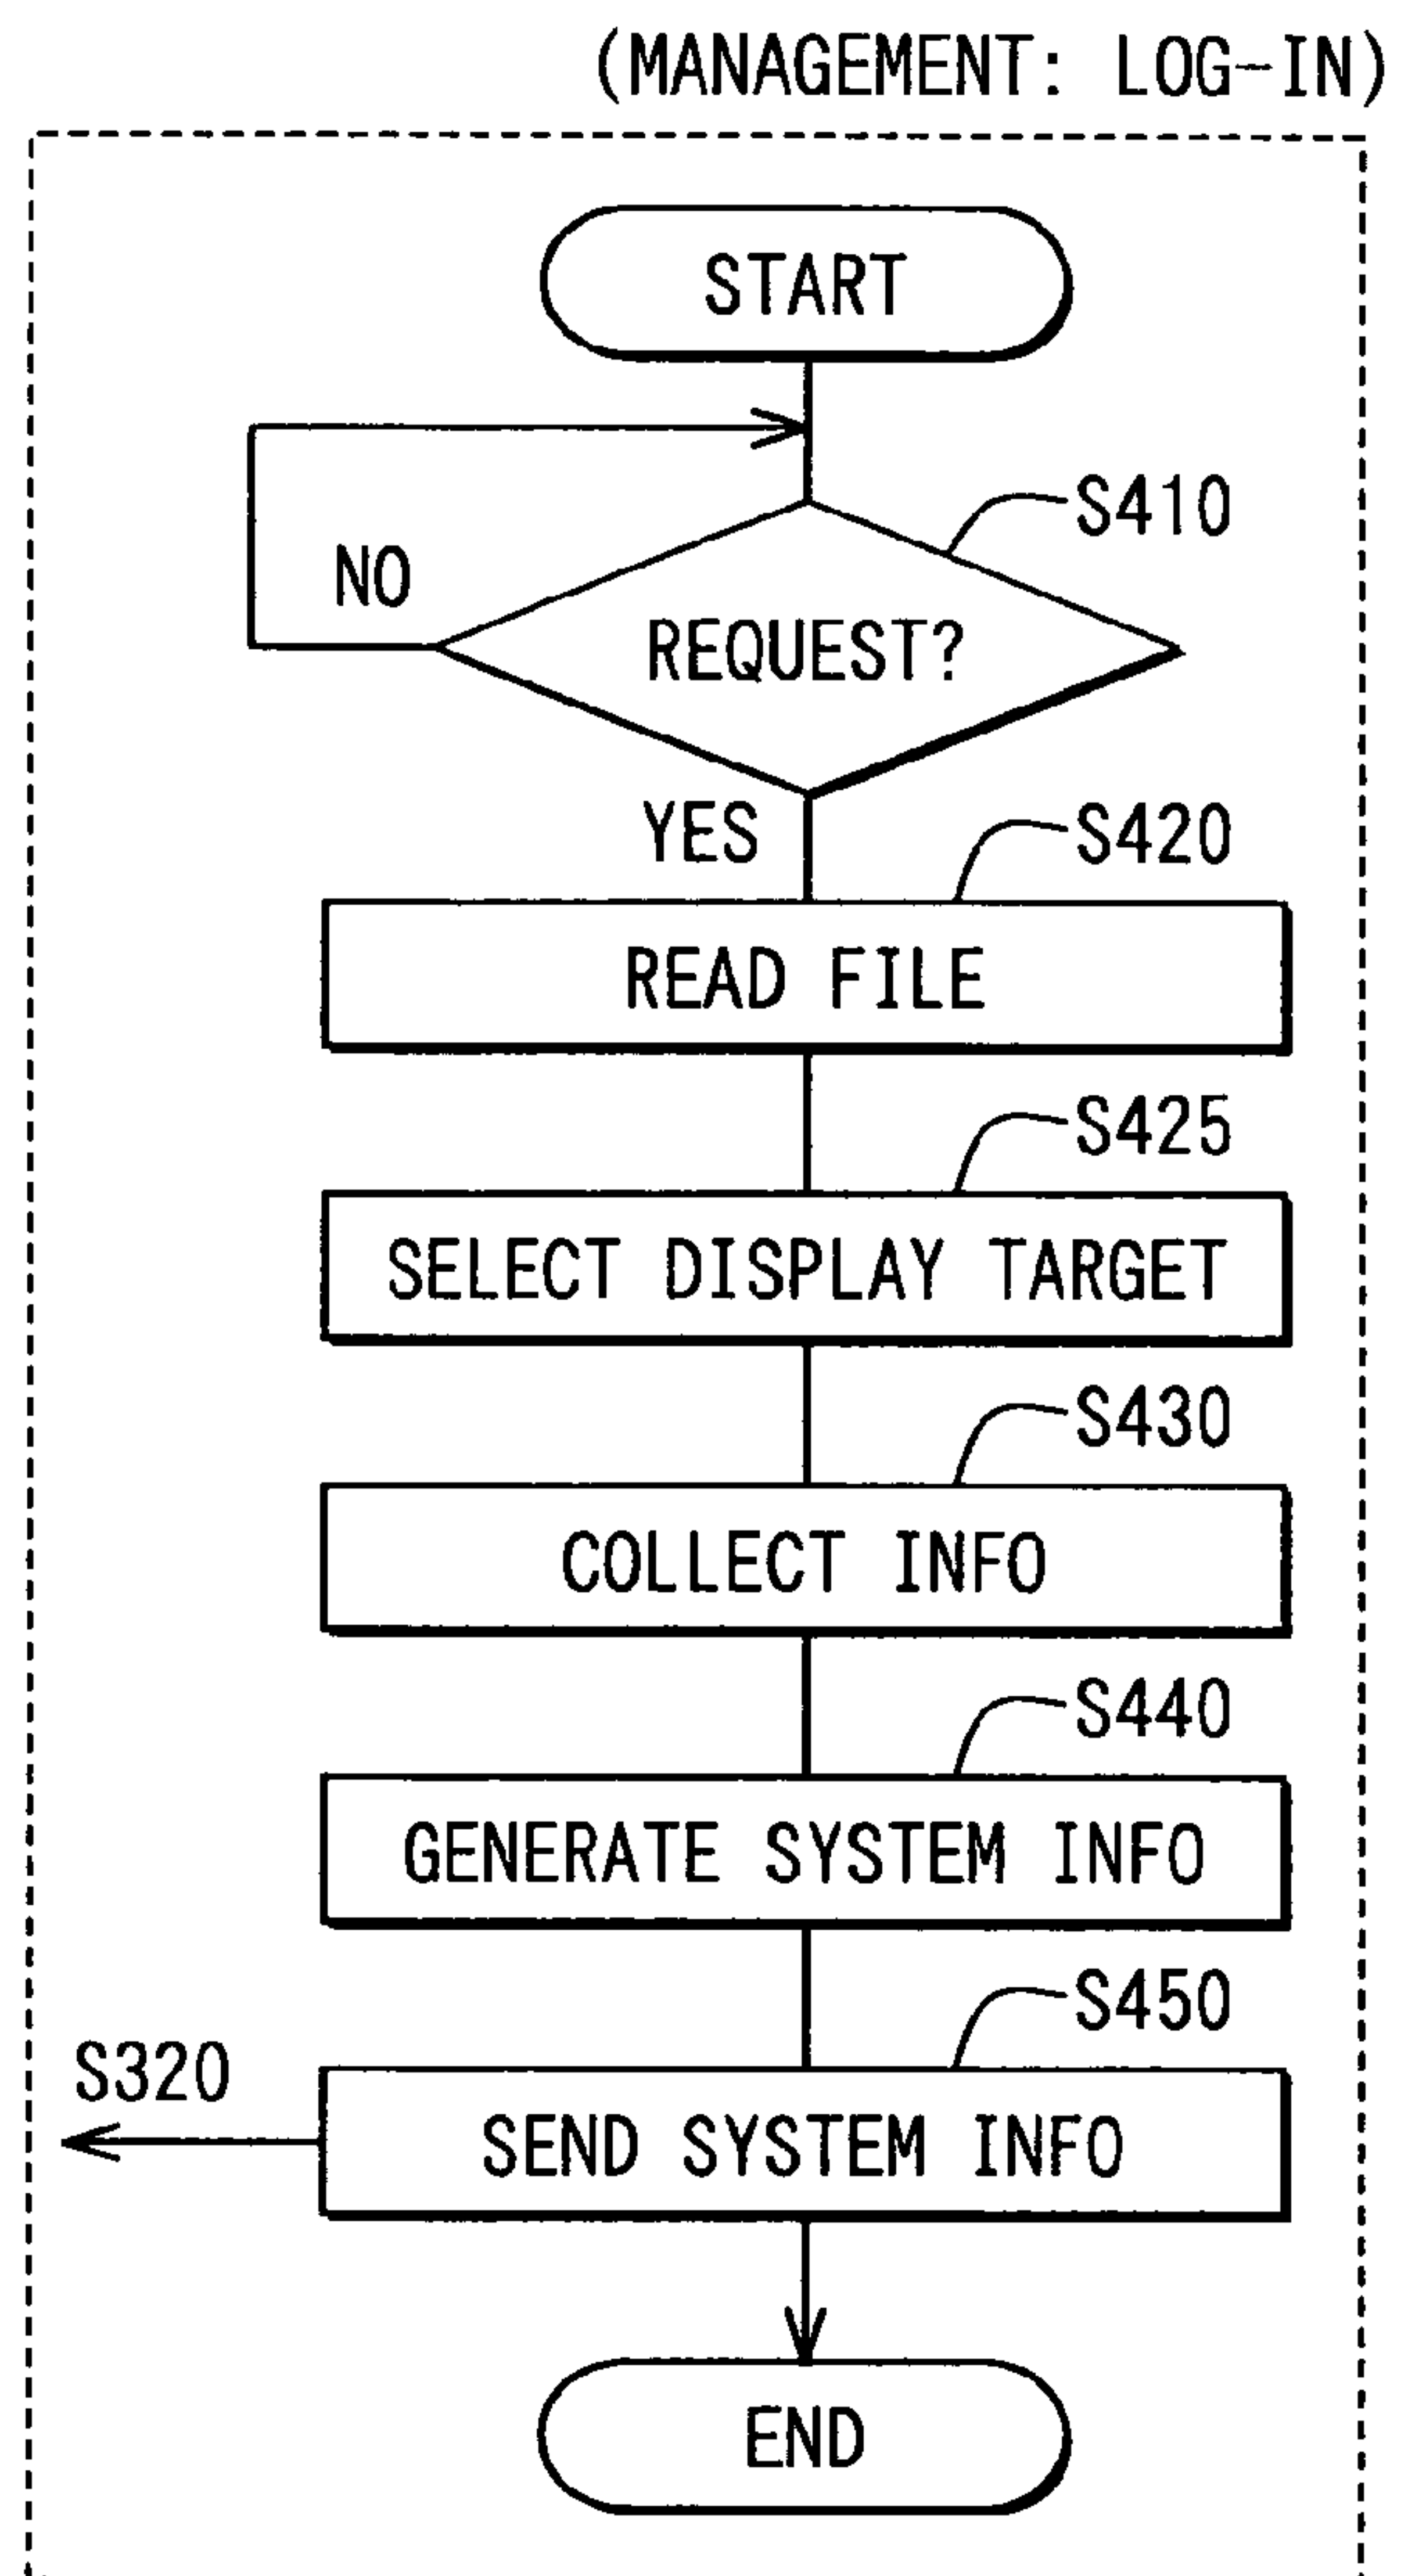 (MANAGEMENT: LOG-IN)
START
S410
NO
REQUEST?
YES
S420
READ FILE
S425
SELECT DISPLAY TARGET
S430
COLLECT INFO
S440
GENERATE SYSTEM INFO
S450
S320
SEND SYSTEM INFO
END